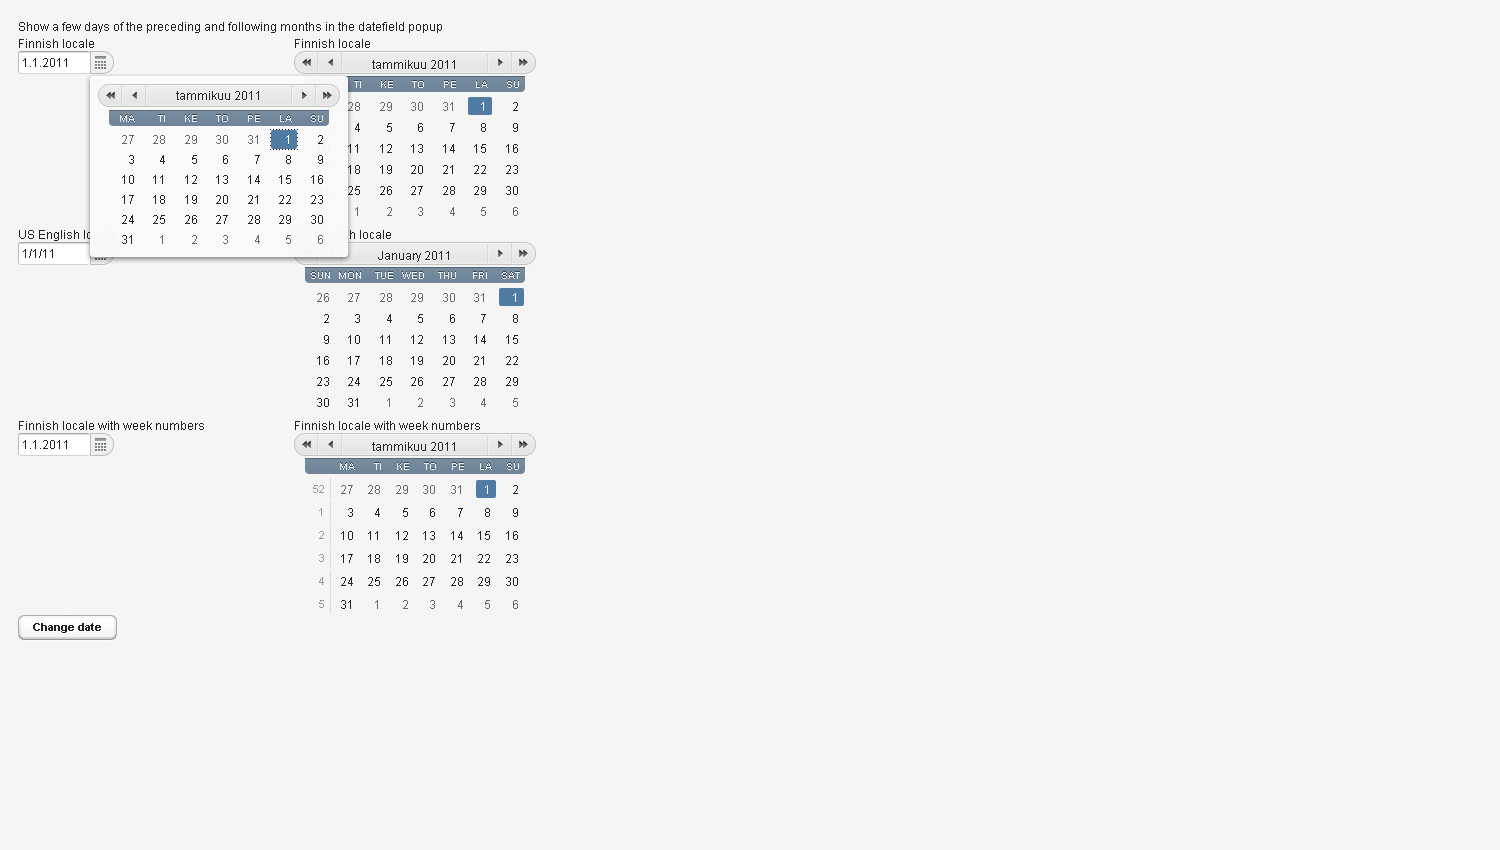 Show a few days of the preceding and following months in the datefield popup
Finnish locale
1.1.2011
tammikuu 2011
MA TI KE TO PE LA SU
27 28 29 30 31 1 2
3 4 5 6 7 8 9
10 11 12 13 14 15 16
17 18 19 20 21 22 23
24 25 26 27 28 29 30
31 1 2 3 4 5 6
Finnish locale
tammikuu 2011
TI KE TO PE LA SU
28 29 30 31 1 2
4 5 6 7 8 9
11 12 13 14 15 16
18 19 20 21 22 23
25 26 27 28 29 30
1 2 3 4 5 6
US English locale
1/1/11
locale
January 2011
SUN MON TUE WED THU FRI SAT
26 27 28 29 30 31 1
2 3 4 5 6 7 8
9 10 11 12 13 14 15
16 17 18 19 20 21 22
23 24 25 26 27 28 29
30 31 1 2 3 4 5
Finnish locale with week numbers
1.1.2011
Finnish locale with week numbers
tammikuu 2011
MA TI KE TO PE LA SU
52 27 28 29 30 31 1 2
1 3 4 5 6 7 8 9
2 10 11 12 13 14 15 16
3 17 18 19 20 21 22 23
4 24 25 26 27 28 29 30
5 31 1 2 3 4 5 6
Change date